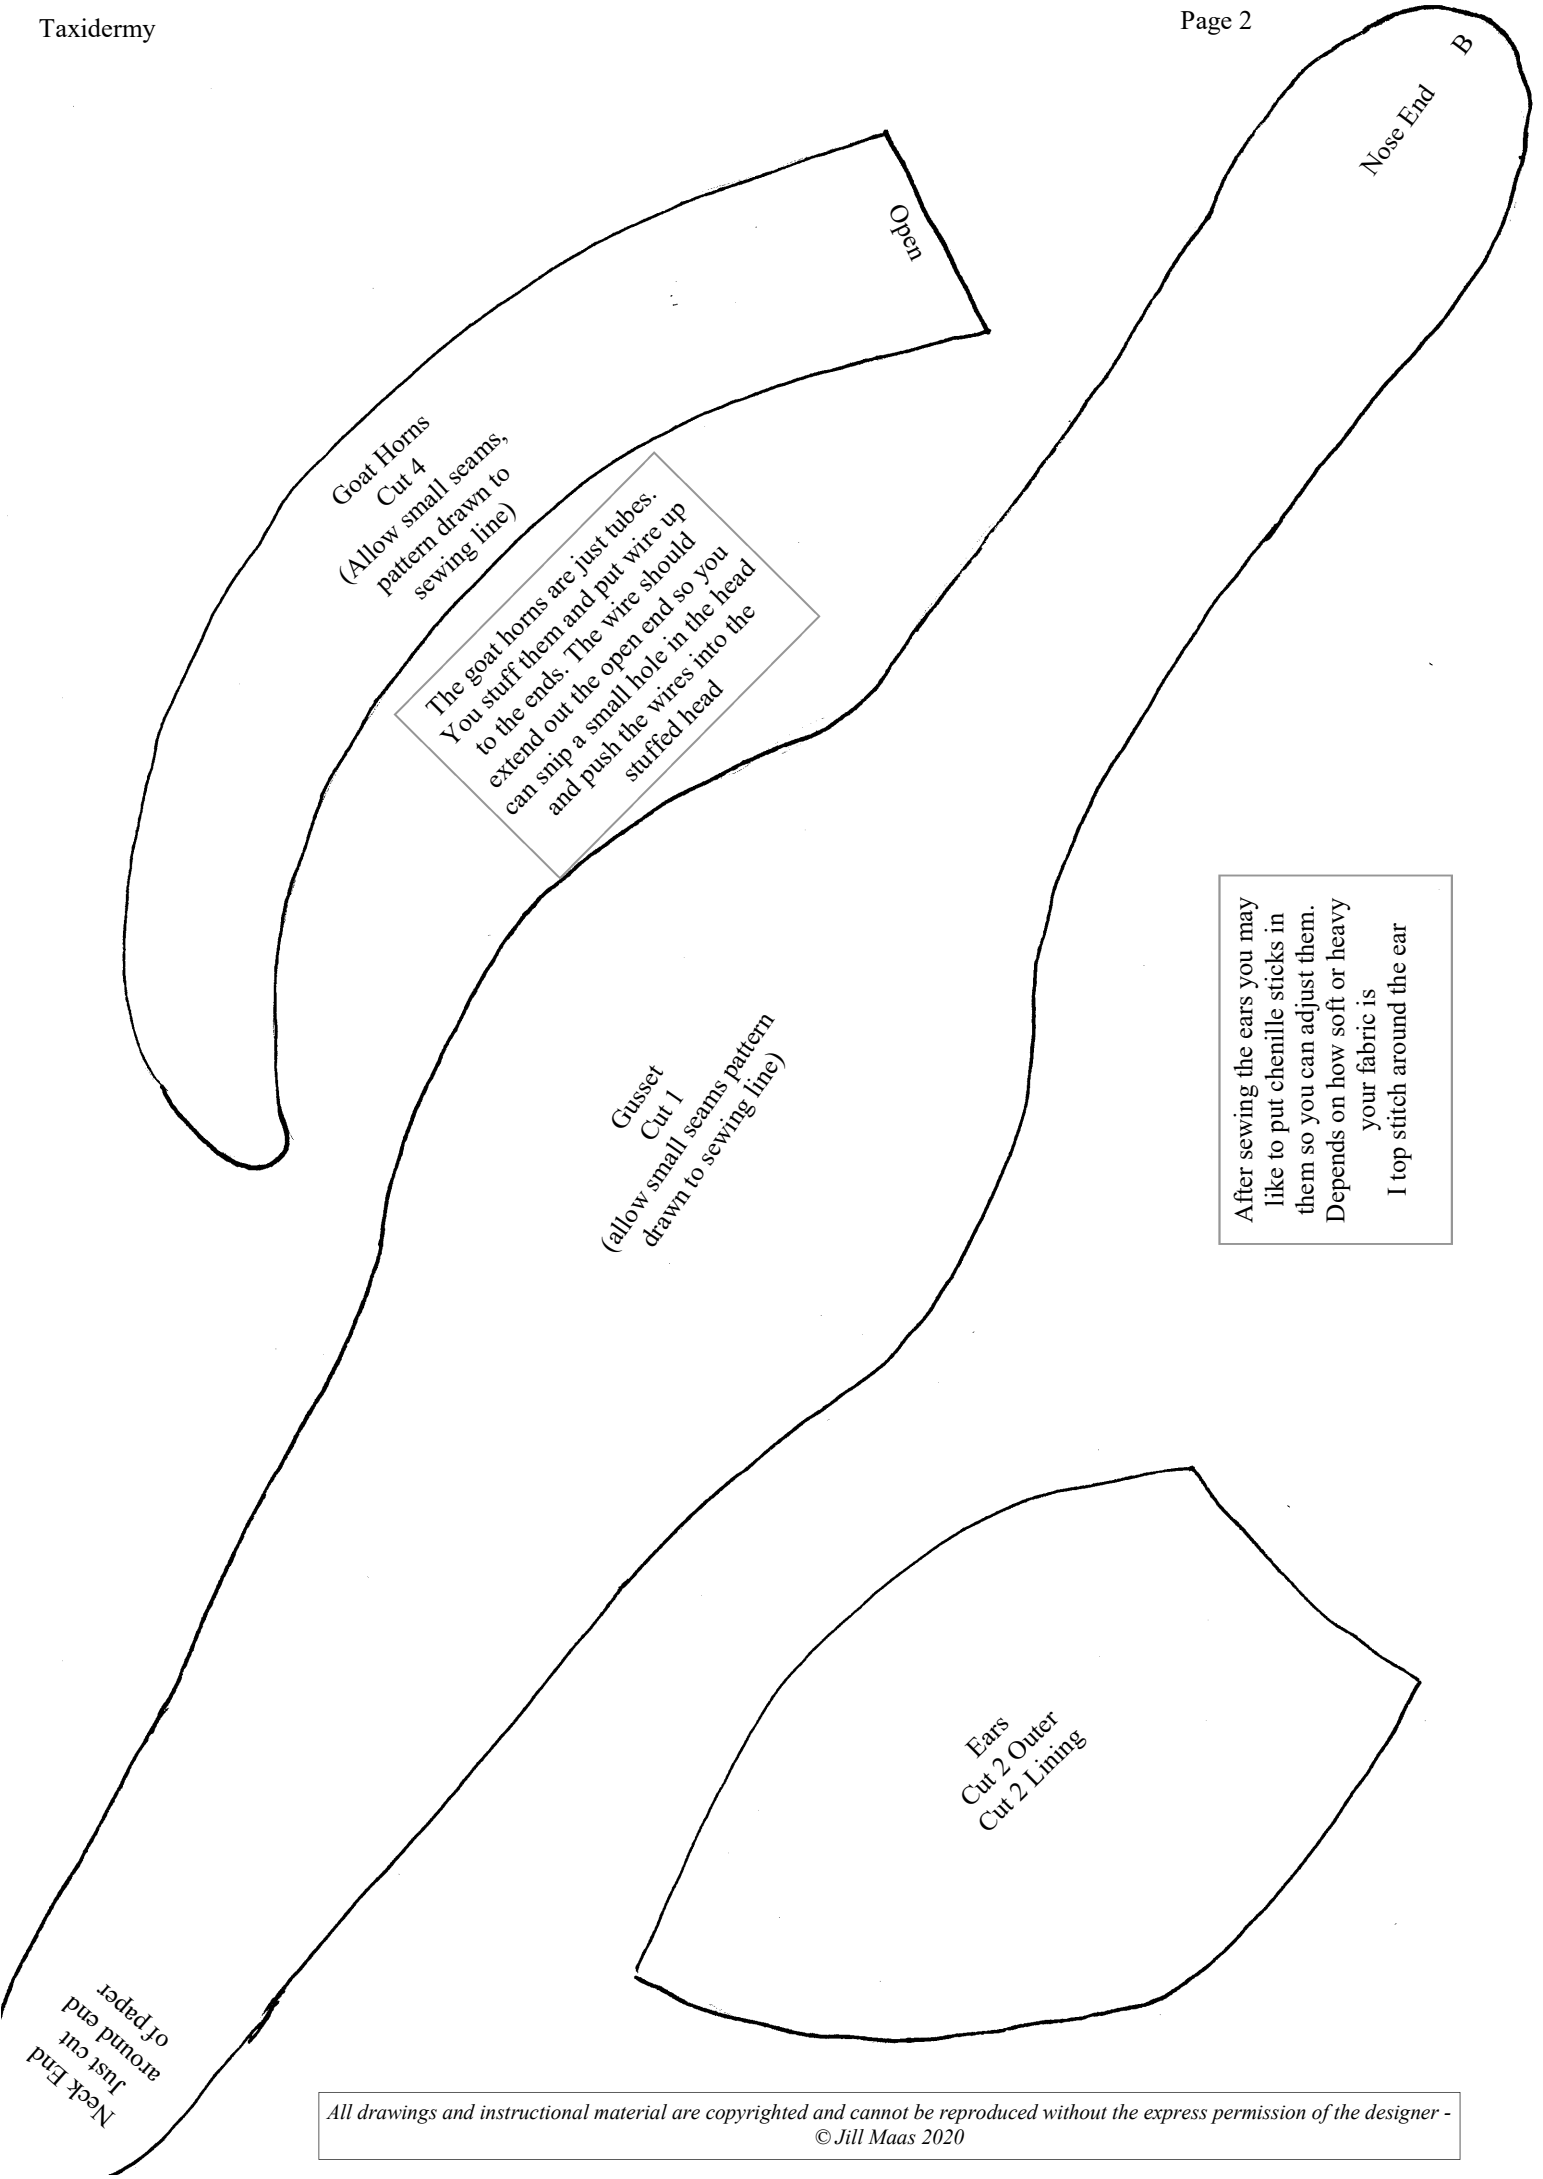 Taxidermy
Page 2
B
Nose End
Open
Goat Horns
Cut 4
(Allow small seams,
pattern drawn to
sewing line)
The goat horns are just tubes.
You stuff them and put wire up
to the ends. The wire should
extend out the open end so you
can snip a small hole in the head
and push the wires into the
stuffed head
After sewing the ears you may
like to put chenille sticks in
them so you can adjust them.
Depends on how soft or heavy
your fabric is
I top stitch around the ear
Gusset
Cut 1
(allow small seams pattern
drawn to sewing line)
Ears
Cut 2 Outer
Cut 2 Lining
Neck End
Just cut
around end
of paper
All drawings and instructional material are copyrighted and cannot be reproduced without the express permission of the designer -
© Jill Maas 2020